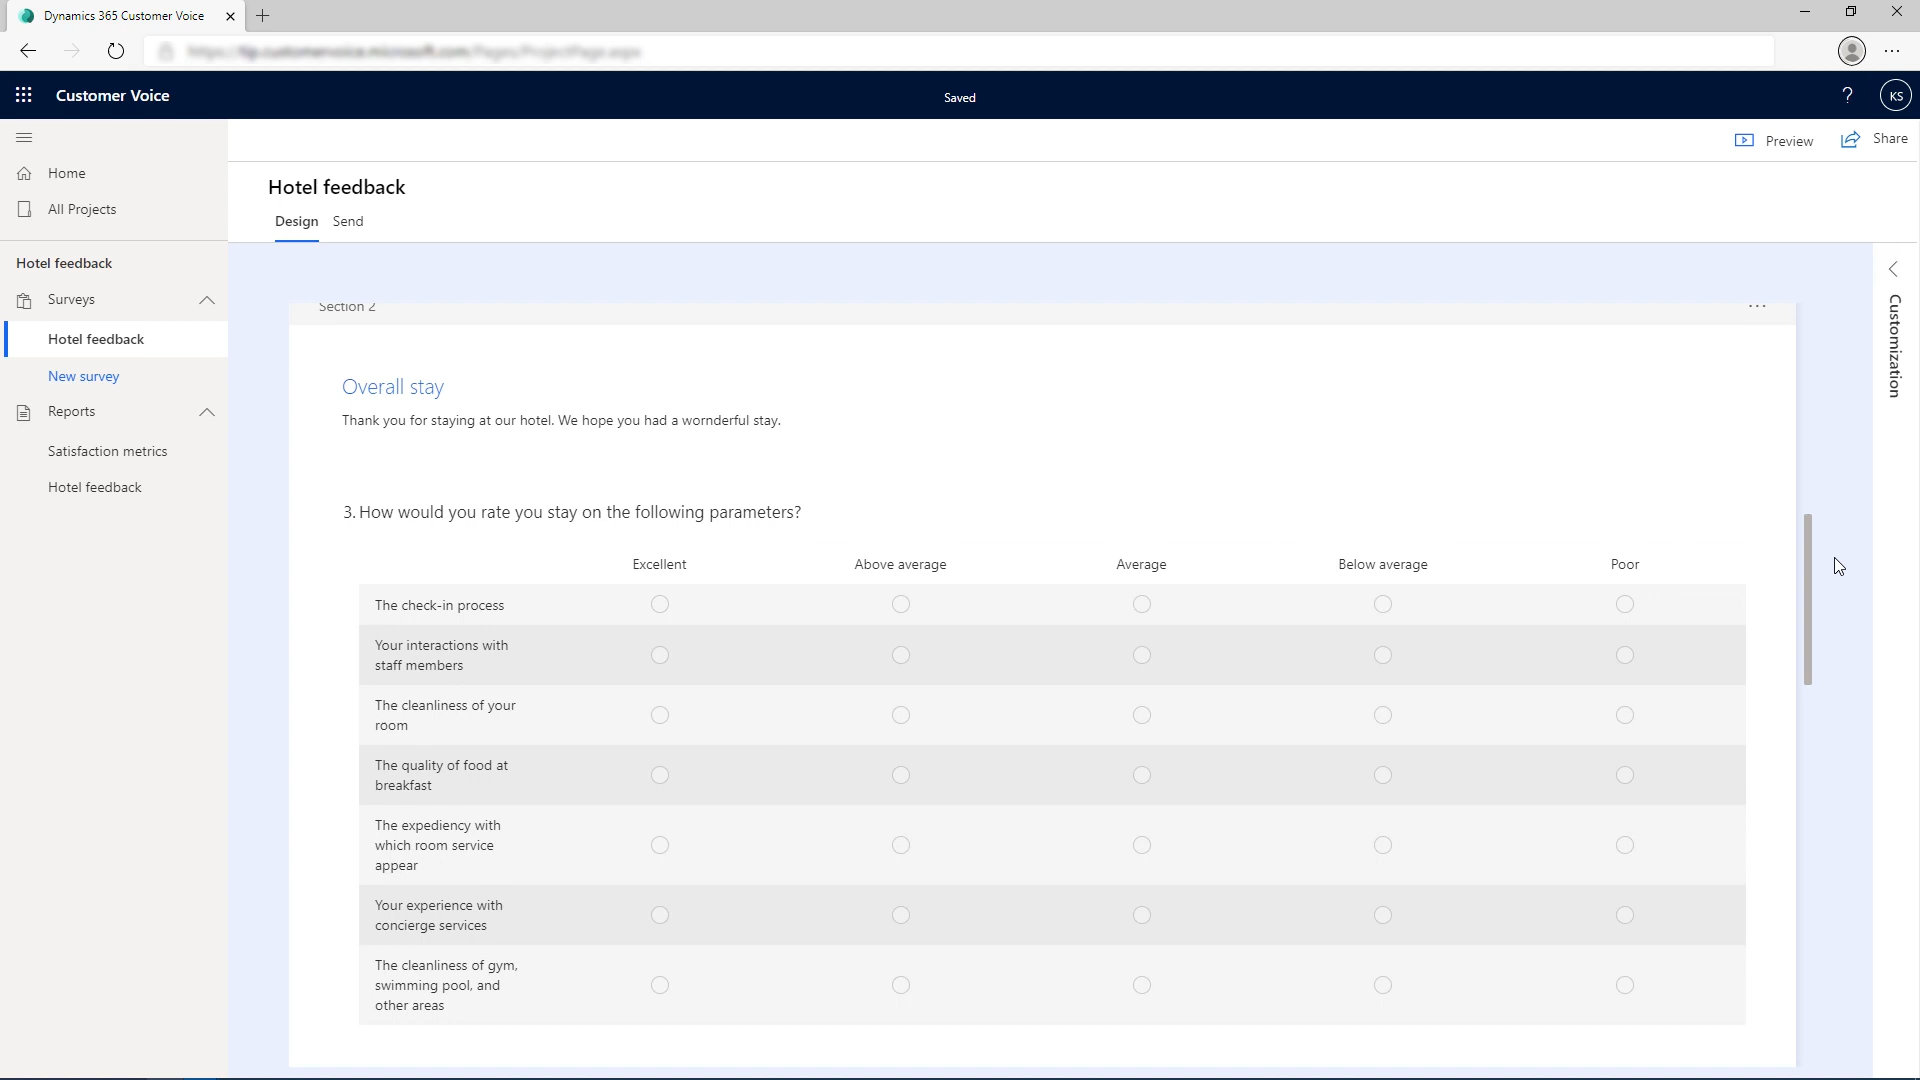 Dynamics 365 Customer Voice
Customer Voice
Saved
?
KS
Preview
Share
Home
All Projects
Hotel feedback
Design
Send
Hotel feedback
Surveys
Hotel feedback
New survey
Reports
Satisfaction metrics
Hotel feedback
Customization
Section 2
Overall stay
Thank you for staying at our hotel. We hope you had a wornderful stay.
3. How would you rate you stay on the following parameters?
Excellent Above average Average Below average Poor
The check-in process
Your interactions with
staff members
The cleanliness of your
room
The quality of food at
breakfast
The expediency with
which room service
appear
Your experience with
concierge services
The cleanliness of gym,
swimming pool, and
other areas